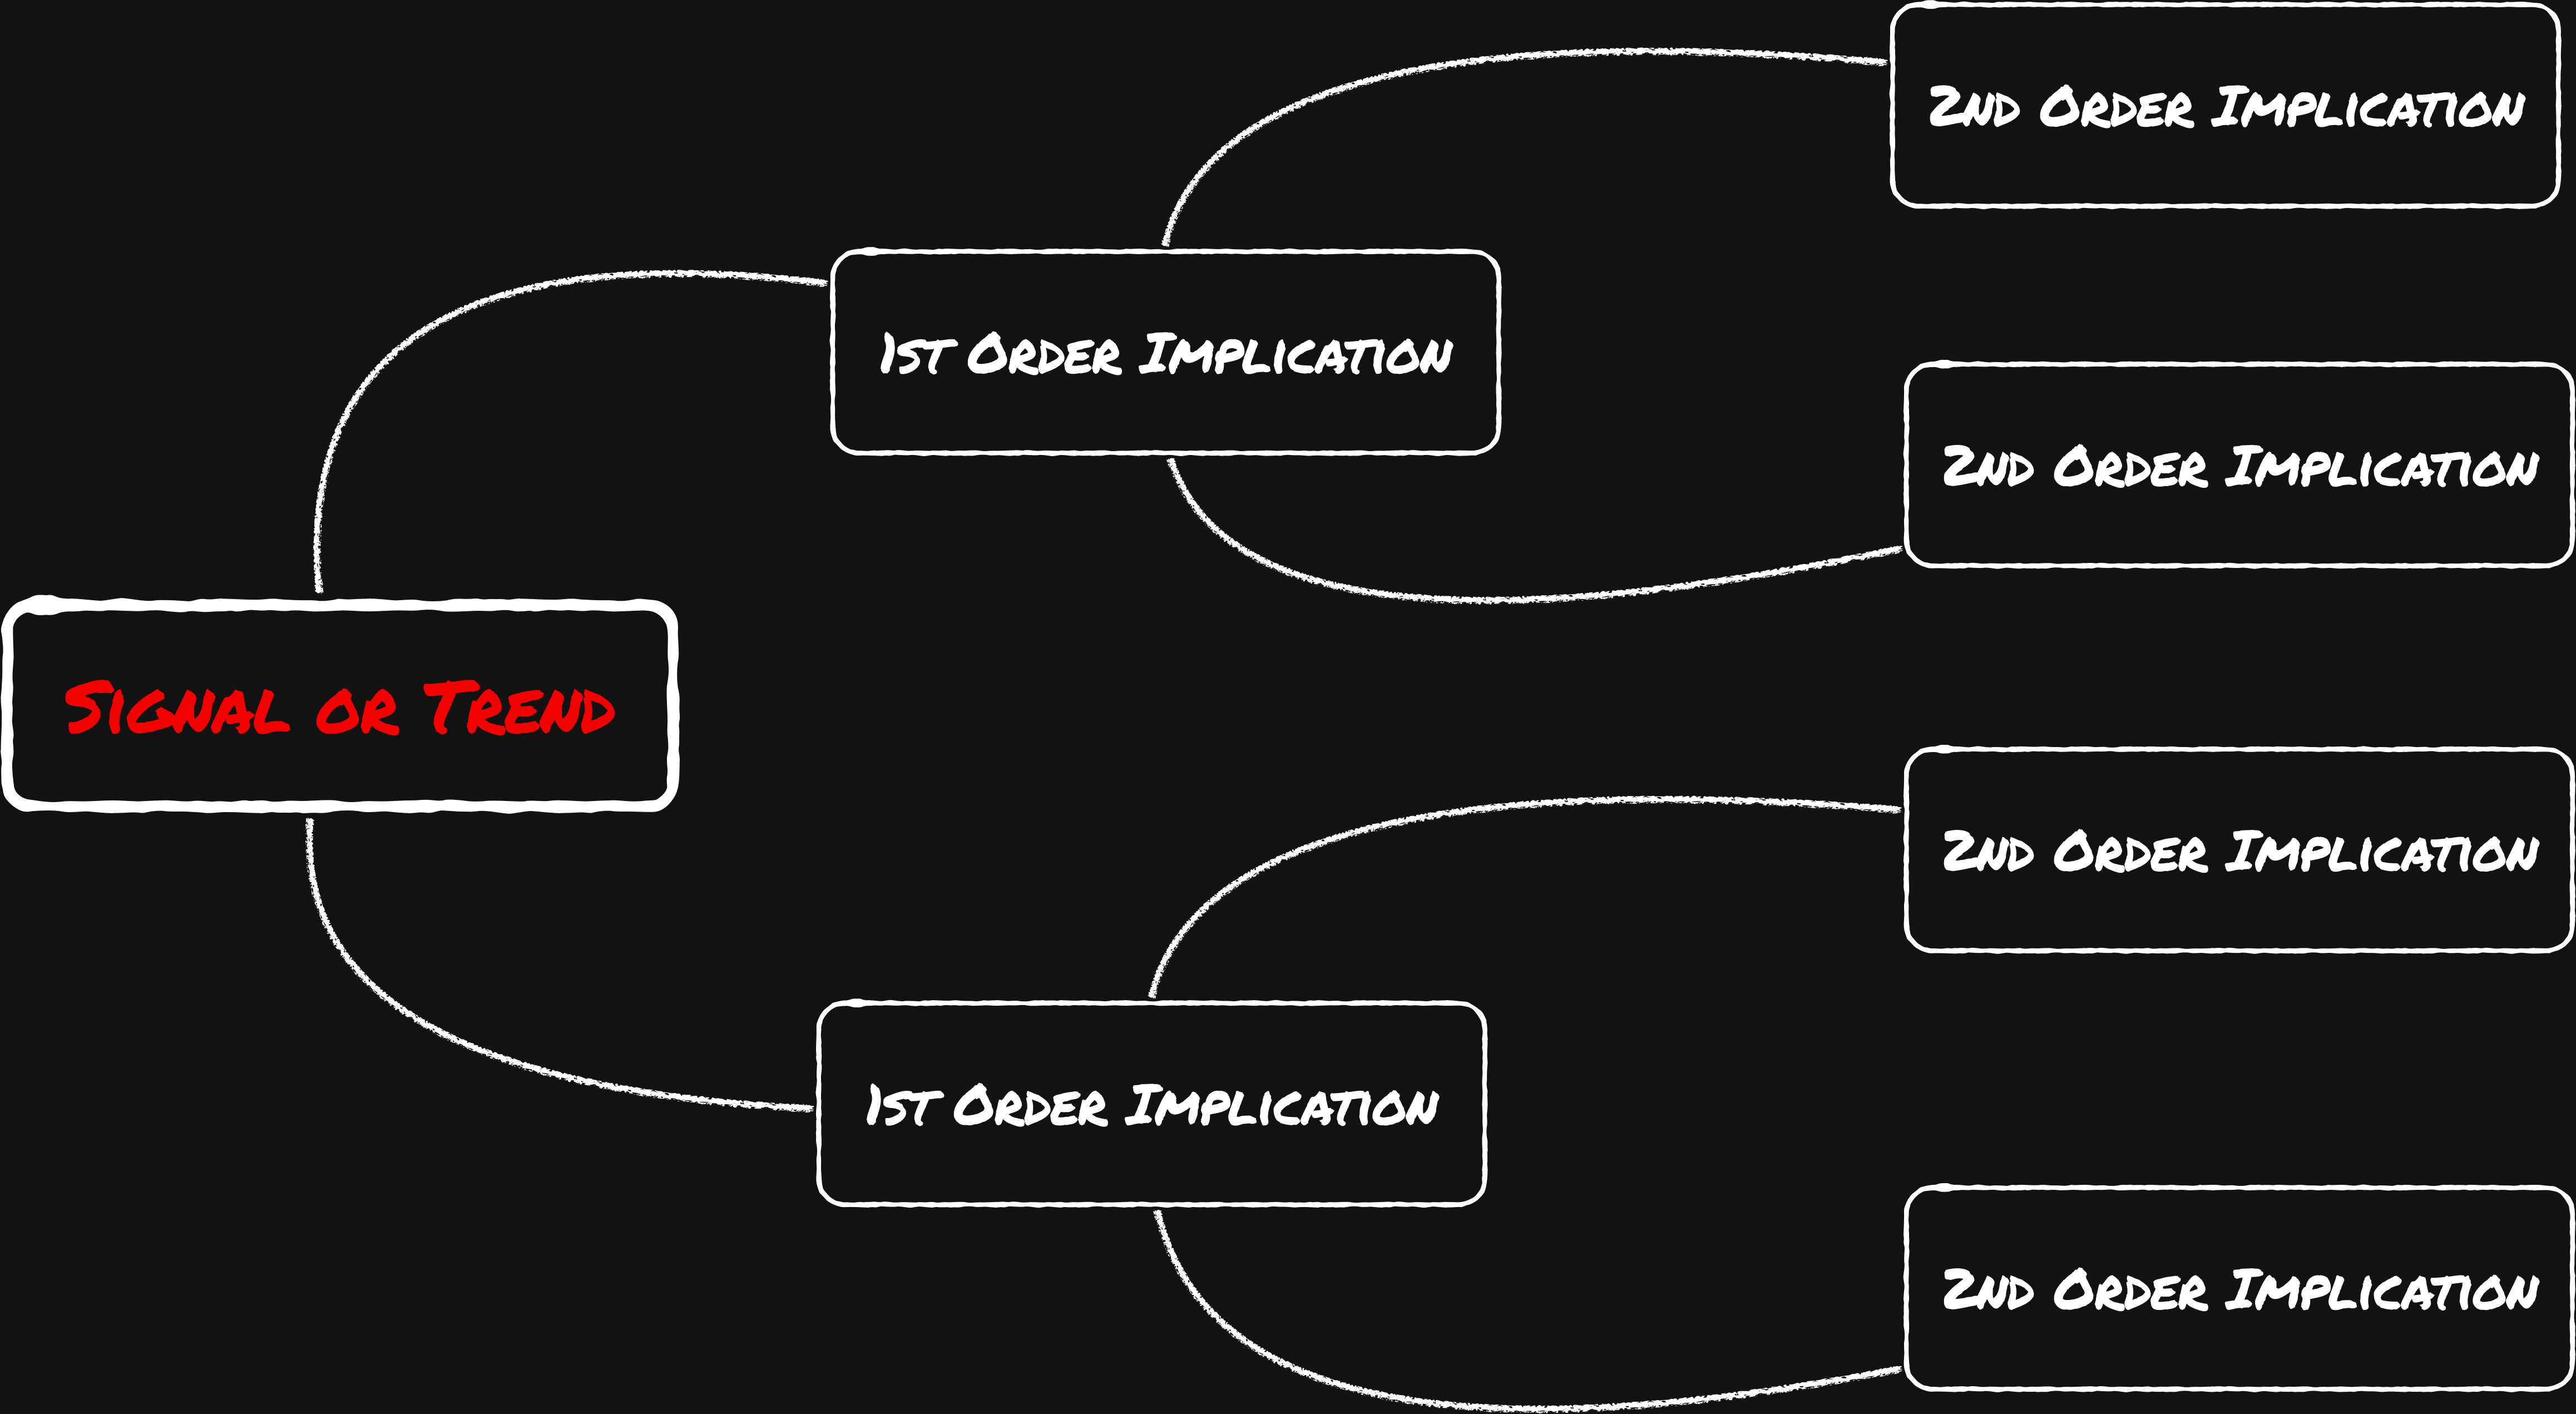 2nd Order Implication
1st Order Implication
2nd Order Implication
Signal or Trend
2nd Order Implication
1st Order Implication
2nd Order Implication